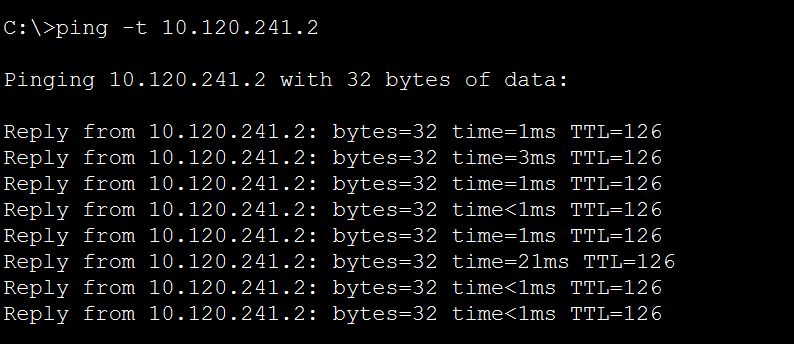 C:\>ping -t 10.120.241.2
Pinging 10.120.241.2 with 32 bytes of data:
Reply from 10.120.241.2: bytes=32 time=1ms TTL=126
Reply from 10.120.241.2: bytes=32 time=3ms TTL=126
Reply from 10.120.241.2: bytes=32 time=1ms TTL=126
Reply from 10.120.241.2: bytes=32 time<1ms TTL=126
Reply from 10.120.241.2: bytes=32 time=1ms TTL=126
Reply from 10.120.241.2: bytes=32 time=21ms TTL=126
Reply from 10.120.241.2: bytes=32 time<1ms TTL=126
Reply from 10.120.241.2: bytes=32 time<1ms TTL=126